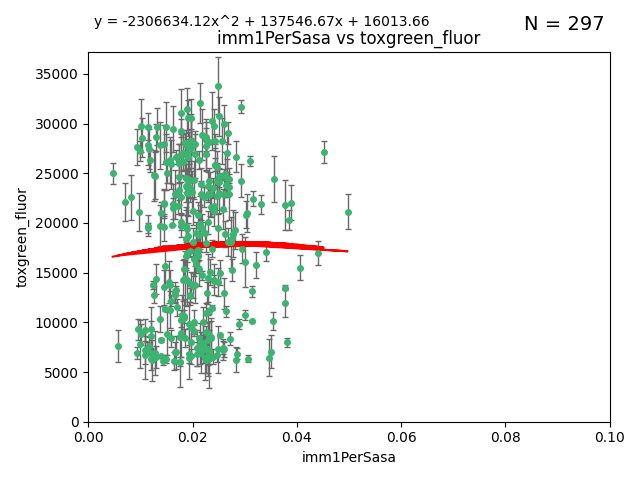 y = -2306634.12x^2 + 137546.67x + 16013.66
N = 297
imm1PerSasa vs toxgreen_fluor
35000
30000
25000
20000
15000
10000
5000
0
toxgreen_fluor
0.00
0.02
0.04
0.06
0.08
0.10
imm1PerSasa